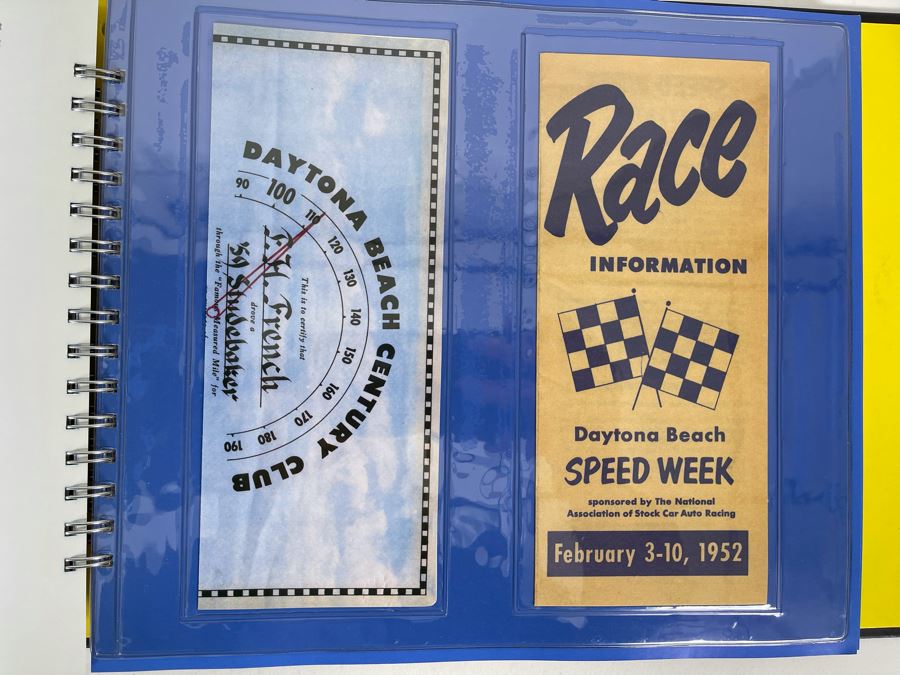 DAYTONA BEACH CENTURY CLUB
90 100 110 120 130 140 150 160 170 180 190
This is to certify that
F. H. French
drove a
'59 Studebaker
through the "Famous Measured Mile" for
Race
INFORMATION
Daytona Beach
SPEED WEEK
sponsored by The National
Association of Stock Car Auto Racing
February 3-10, 1952